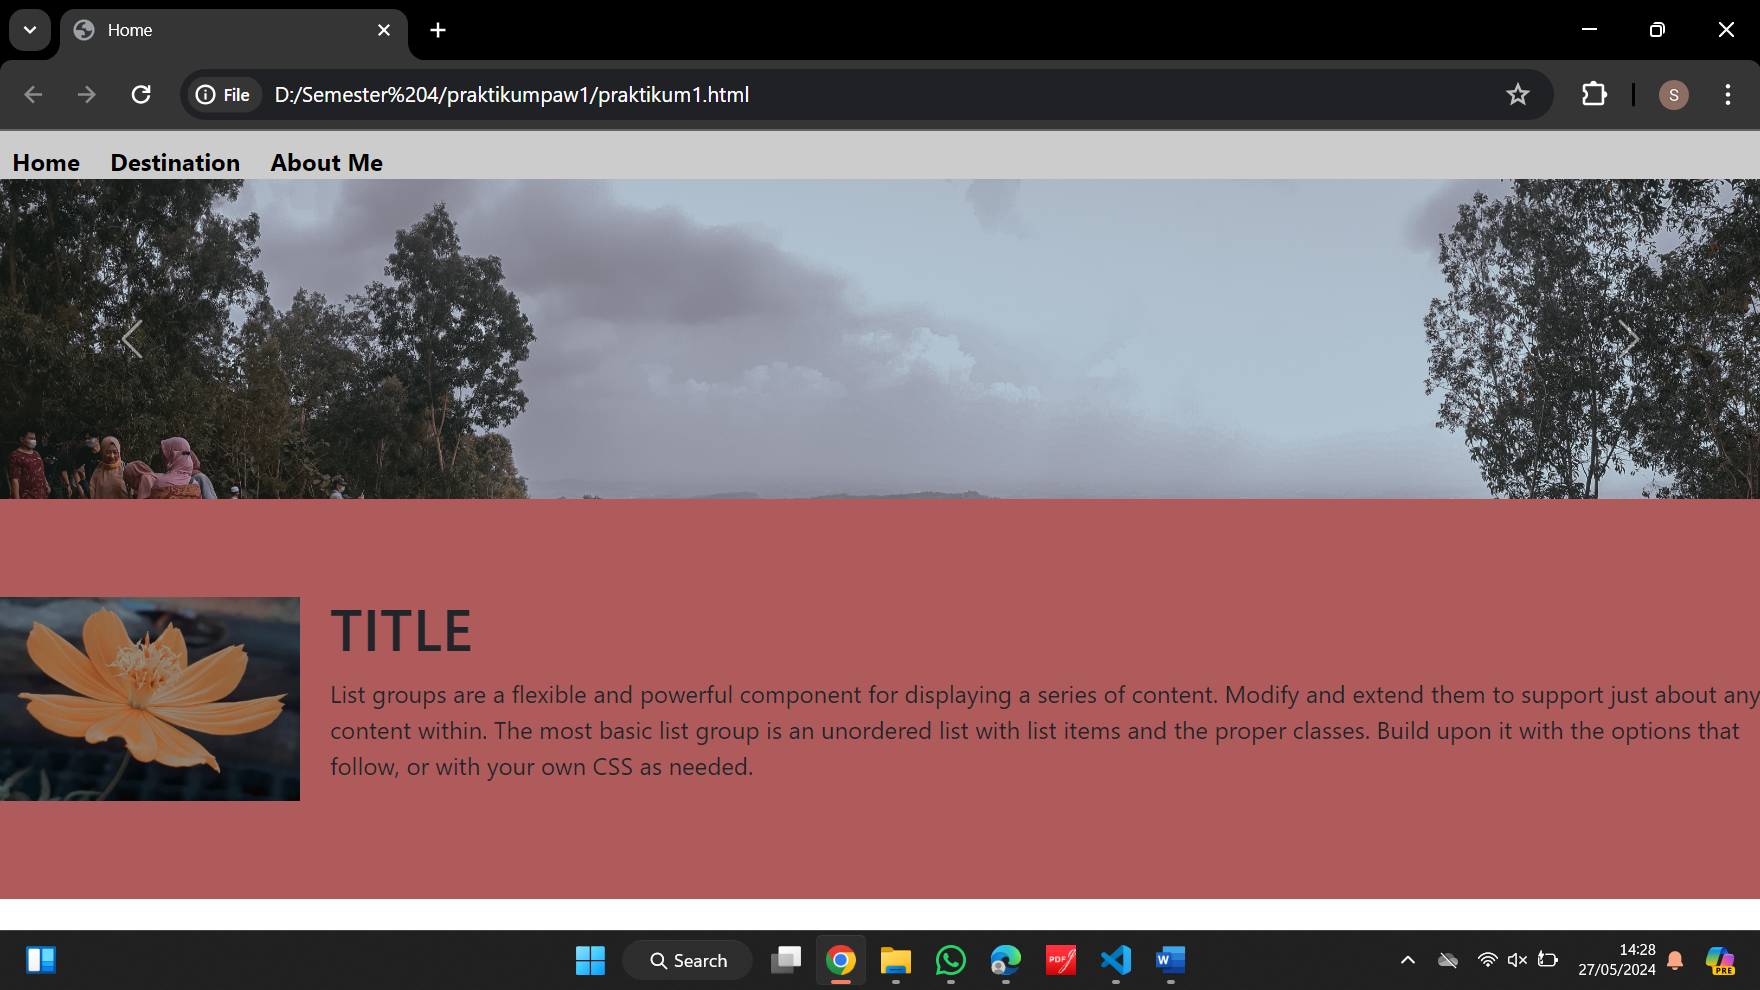 Home
File
D:/Semester%204/praktikumpaw1/praktikum1.html
S
Home Destination About Me
TITLE
List groups are a flexible and powerful component for displaying a series of content. Modify and extend them to support just about any
content within. The most basic list group is an unordered list with list items and the proper classes. Build upon it with the options that
follow, or with your own CSS as needed.
Search
PDF
W
14:28
27/05/2024
PRE